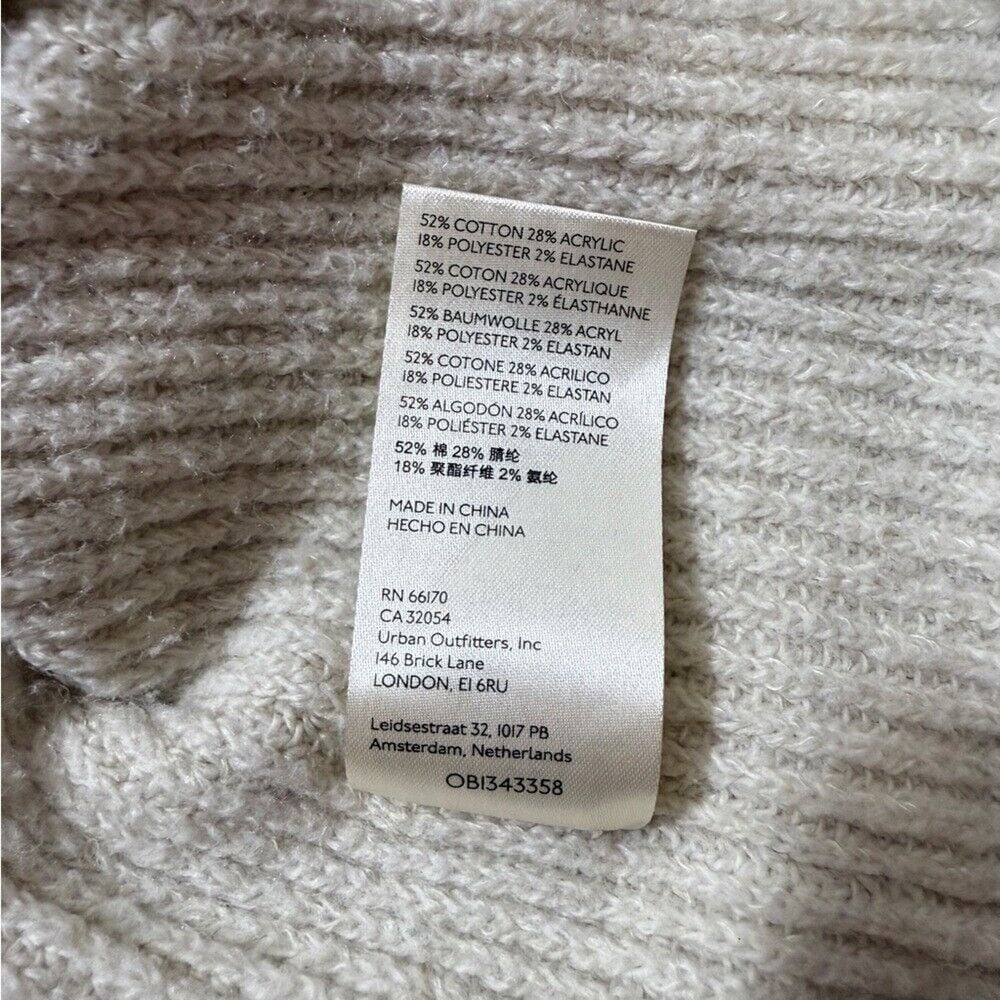 52% COTTON 28% ACRYLIC
18% POLYESTER 2% ELASTANE
52% COTON 28% ACRYLIQUE
18% POLYESTER 2% ÉLASTHANNE
52% BAUMWOLLE 28% ACRYL
18% POLYESTER 2% ELASTAN
52% COTONE 28% ACRILICO
18% POLIESTERE 2% ELASTAN
52% ALGODÓN 28% ACRÍLICO
18% POLIÉSTER 2% ELASTANE
52% 棉 28% 腈纶
18% 聚酯纤维 2% 氨纶
MADE IN CHINA
HECHO EN CHINA
RN 66170
CA 32054
Urban Outfitters, Inc
146 Brick Lane
LONDON, E1 6RU
Leidsestraat 32, 1017 PB
Amsterdam, Netherlands
OB1343358